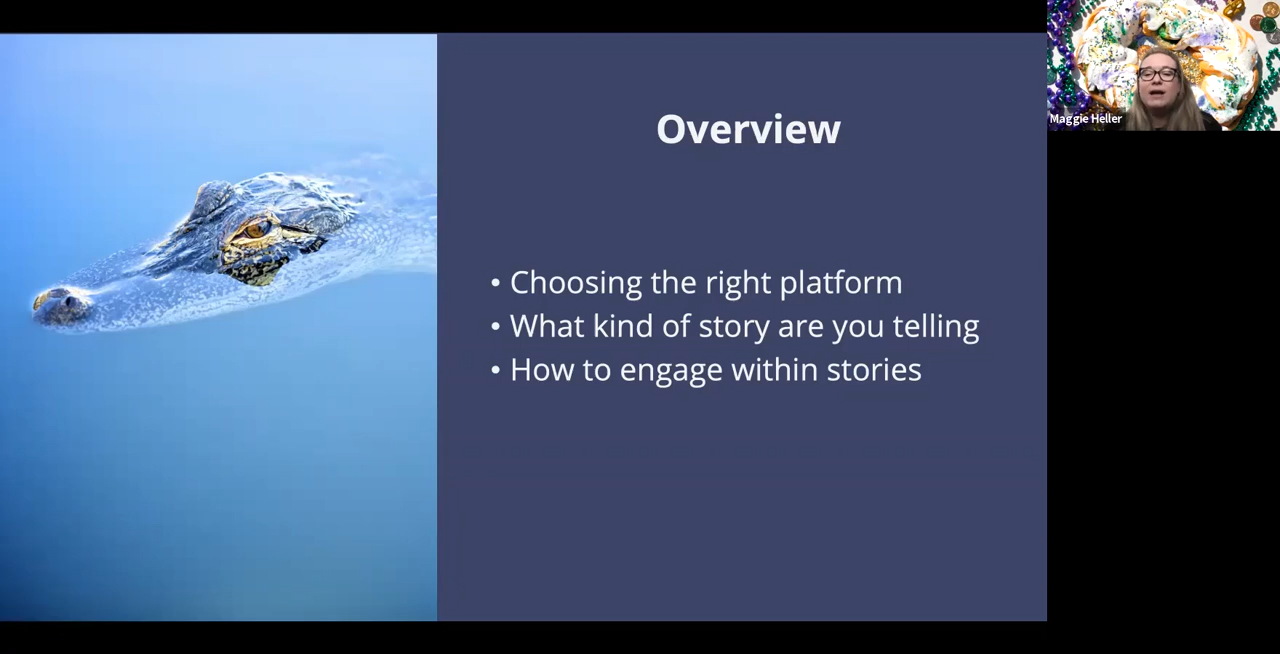 Overview
• Choosing the right platform
• What kind of story are you telling
• How to engage within stories
Maggie Heller